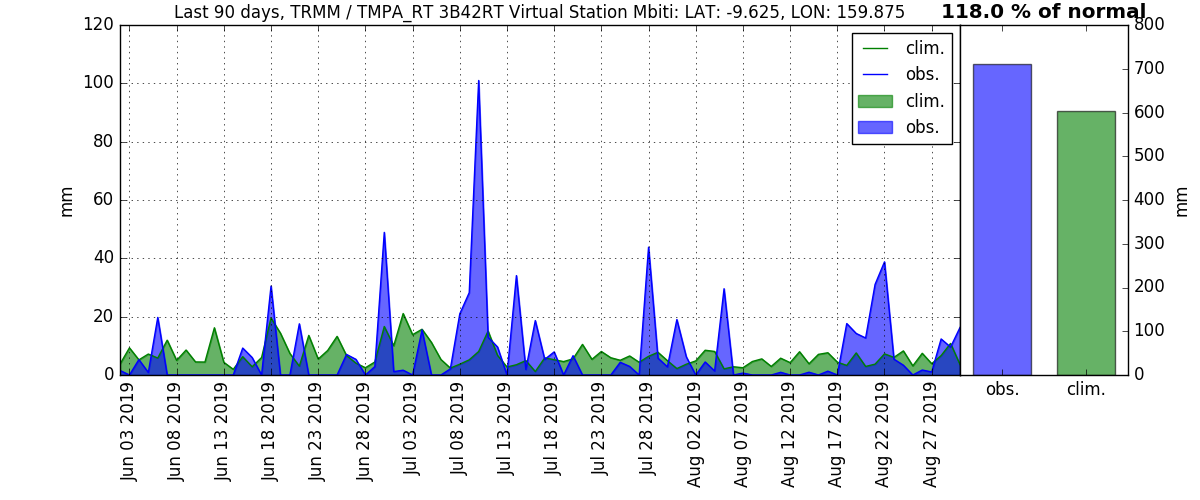 Last 90 days, TRMM / TMPA_RT 3B42RT Virtual Station Mbiti: LAT: -9.625, LON: 159.875
118.0 % of normal
120
100
80
60
40
20
0
mm
clim.
obs.
clim.
obs.
Jun 03 2019
Jun 08 2019
Jun 13 2019
Jun 18 2019
Jun 23 2019
Jun 28 2019
Jul 03 2019
Jul 08 2019
Jul 13 2019
Jul 18 2019
Jul 23 2019
Jul 28 2019
Aug 02 2019
Aug 07 2019
Aug 12 2019
Aug 17 2019
Aug 22 2019
Aug 27 2019
800
700
600
500
400
300
200
100
0
mm
obs.
clim.